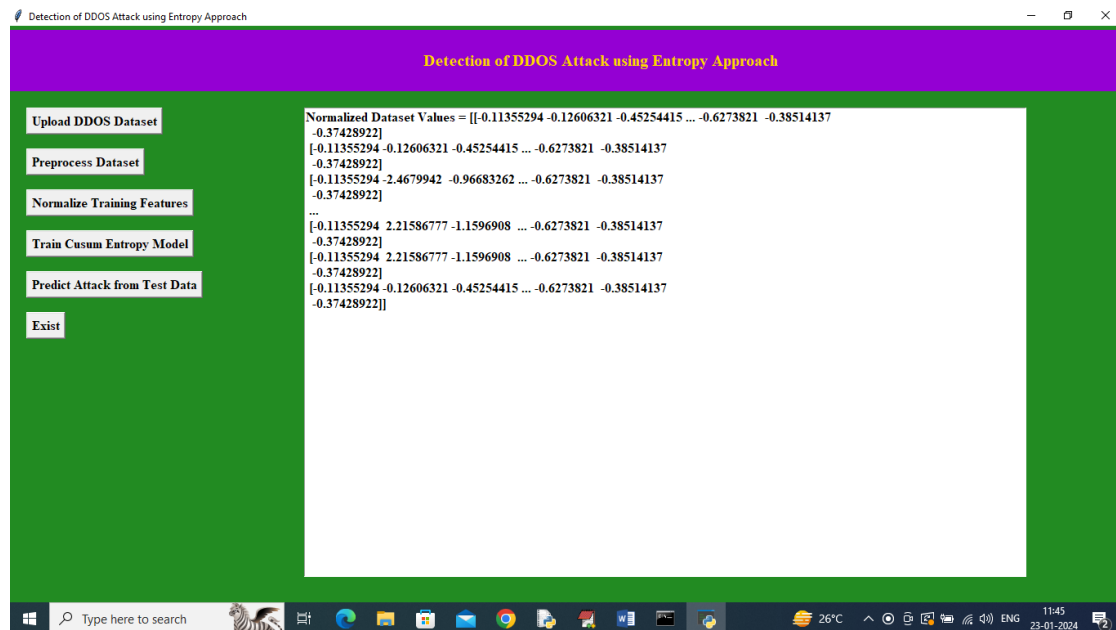 Detection of DDOS Attack using Entropy Approach
Detection of DDOS Attack using Entropy Approach
Upload DDOS Dataset
Preprocess Dataset
Normalize Training Features
Train Cusum Entropy Model
Predict Attack from Test Data
Exist
Normalized Dataset Values = [[-0.11355294 -0.12606321 -0.45254415 ... -0.6273821 -0.38514137
-0.37428922]
[-0.11355294 -0.12606321 -0.45254415 ... -0.6273821 -0.38514137
-0.37428922]
[-0.11355294 -2.4679942 -0.96683262 ... -0.6273821 -0.38514137
-0.37428922]
...
[-0.11355294 2.21586777 -1.1596908 ... -0.6273821 -0.38514137
-0.37428922]
[-0.11355294 2.21586777 -1.1596908 ... -0.6273821 -0.38514137
-0.37428922]
[-0.11355294 -0.12606321 -0.45254415 ... -0.6273821 -0.38514137
-0.37428922]]
Type here to search
26°C
ENG
11:45
23-01-2024
2